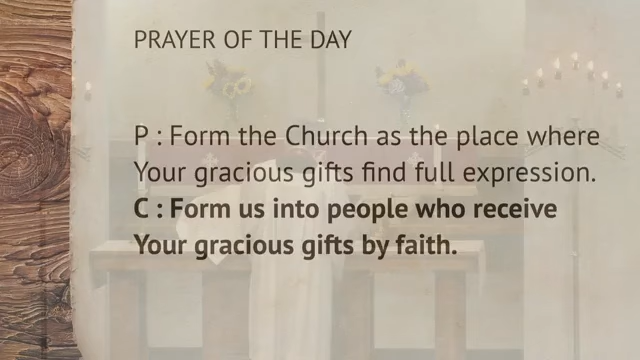 PRAYER OF THE DAY
P : Form the Church as the place where
Your gracious gifts find full expression.
C : Form us into people who receive
Your gracious gifts by faith.